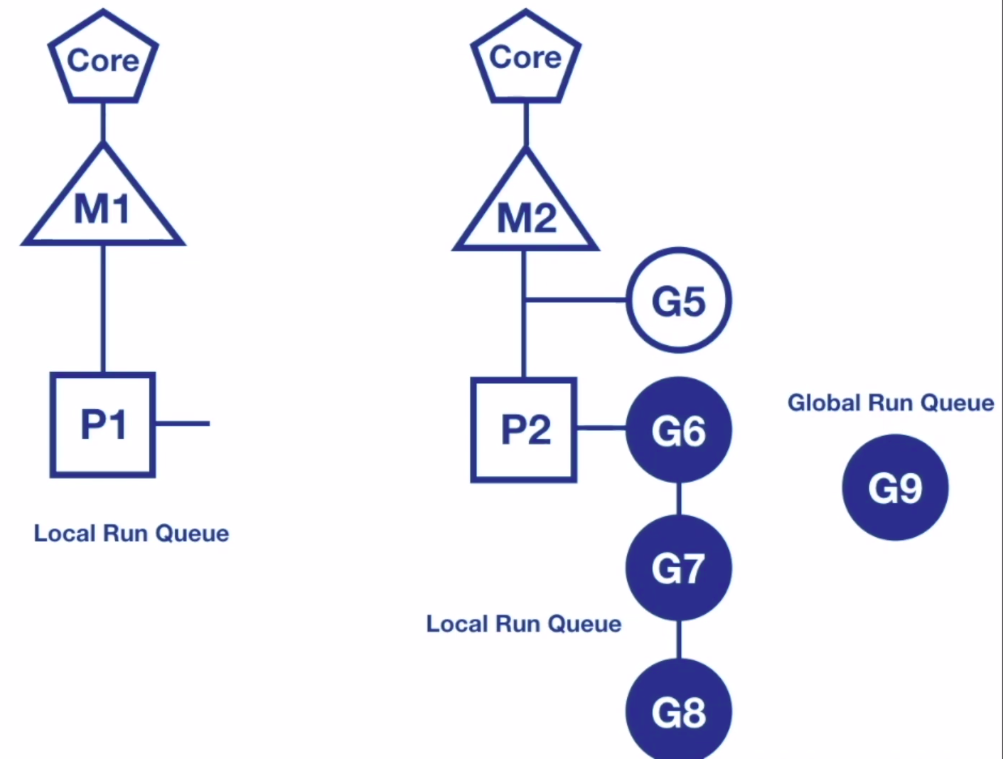 Core
M1
P1
Local Run Queue
Core
M2
G5
P2
G6
G7
Local Run Queue
G8
Global Run Queue
G9